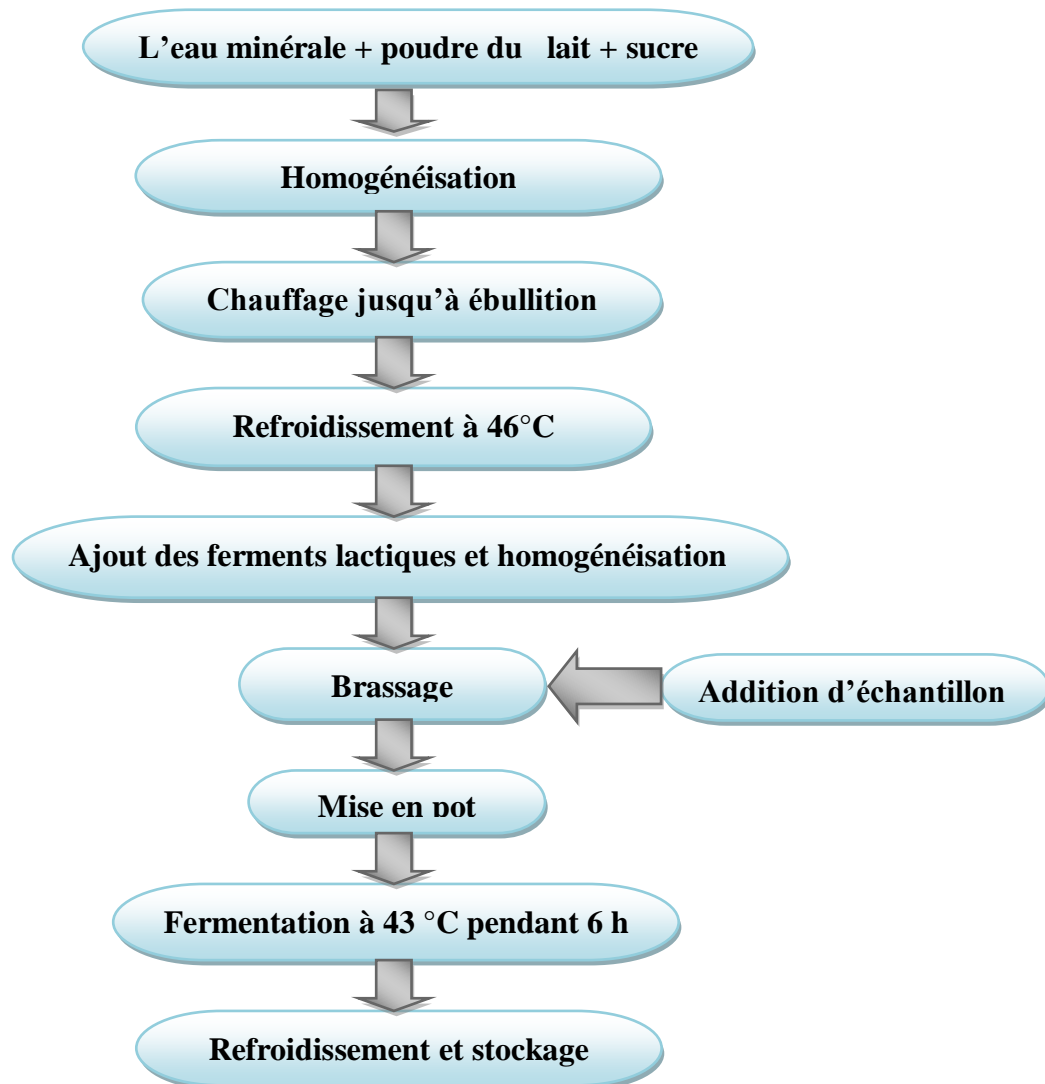 L’eau minérale + poudre du lait + sucre
Homogénéisation
Chauffage jusqu’à ébullition
Refroidissement à 46°C
Ajout des ferments lactiques et homogénéisation
Brassage
Addition d’échantillon
Mise en pot
Fermentation à 43 °C pendant 6 h
Refroidissement et stockage